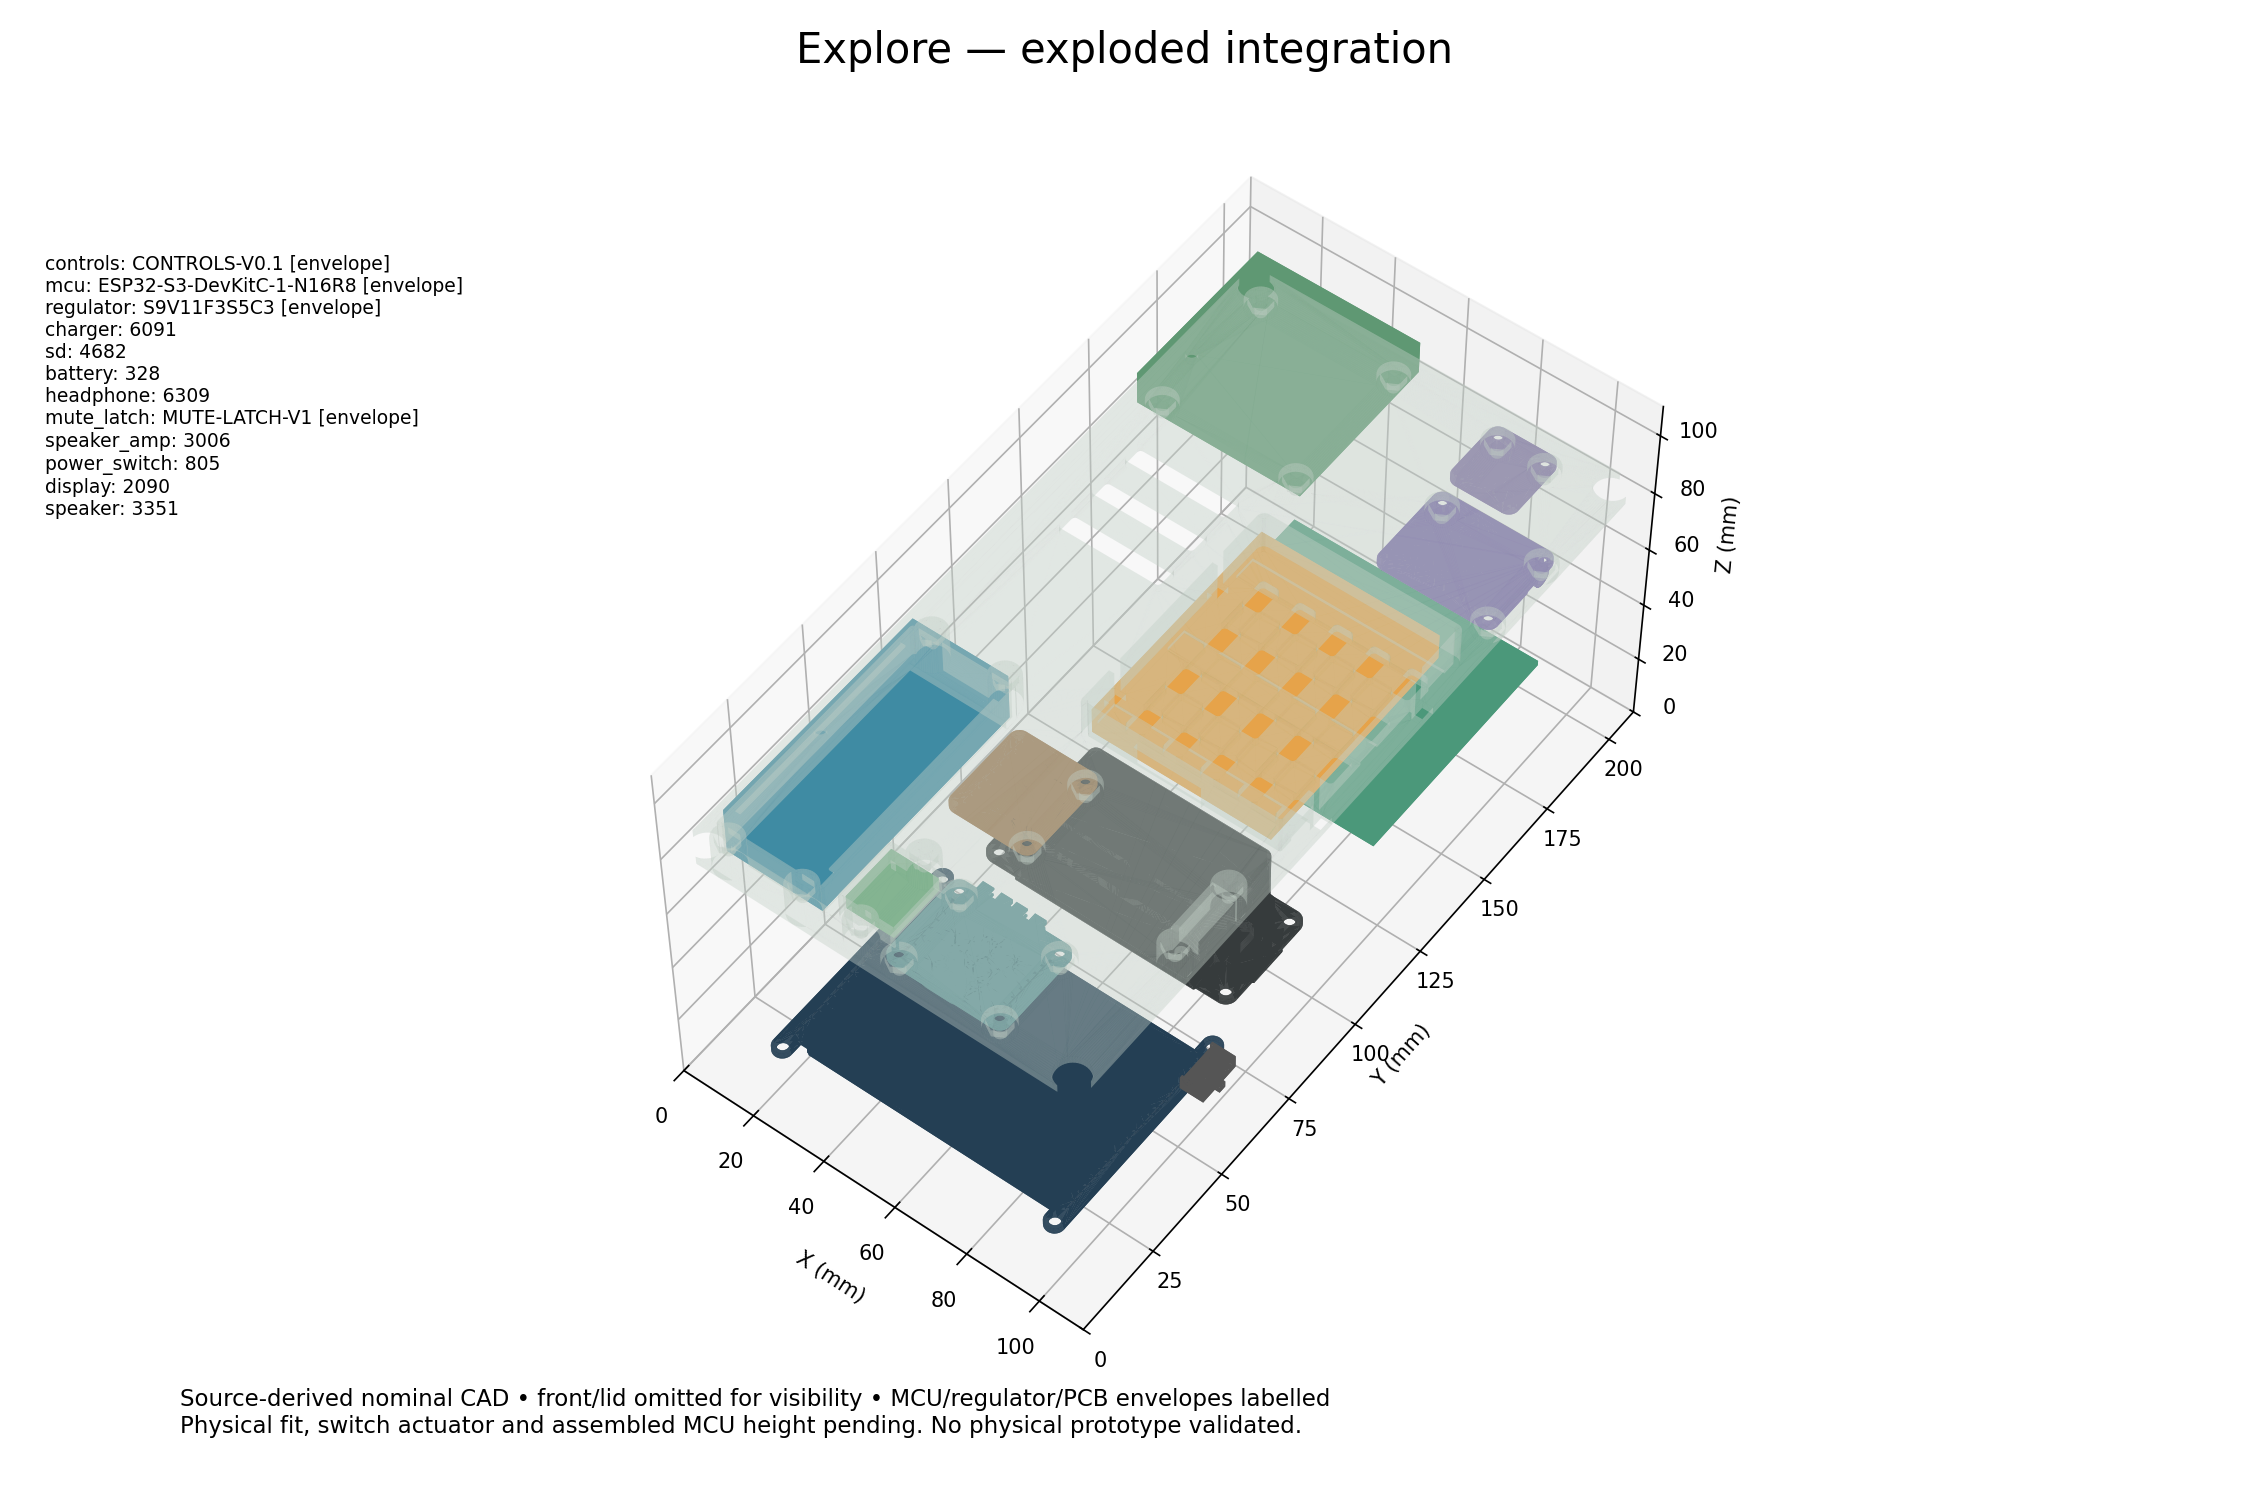 Explore — exploded integration
controls: CONTROLS-V0.1 [envelope]
mcu: ESP32-S3-DevKitC-1-N16R8 [envelope]
regulator: S9V11F3S5C3 [envelope]
charger: 6091
sd: 4682
battery: 328
headphone: 6309
mute_latch: MUTE-LATCH-V1 [envelope]
speaker_amp: 3006
power_switch: 805
display: 2090
speaker: 3351
100
80
60
40
20
0
Z (mm)
200
175
150
125
100
75
50
25
0
Y (mm)
0
20
40
60
80
100
X (mm)
Source-derived nominal CAD • front/lid omitted for visibility • MCU/regulator/PCB envelopes labelled
Physical fit, switch actuator and assembled MCU height pending. No physical prototype validated.